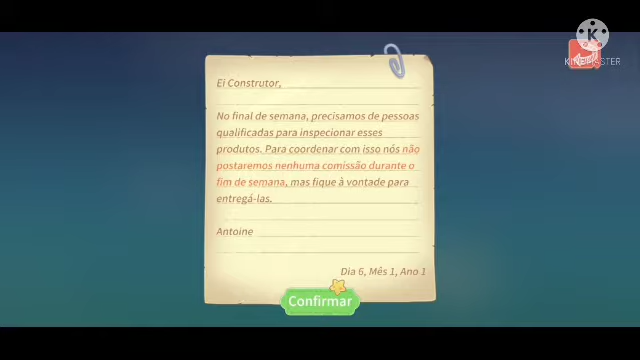 KINEMASTER
Ei Construtor,
No final de semana, precisamos de pessoas
qualificadas para inspecionar esses
produtos. Para coordenar com isso nós não
postaremos nenhuma comissão durante o
fim de semana, mas fique à vontade para
entregá-las.
Antoine
Dia 6, Mês 1, Ano 1
Confirmar